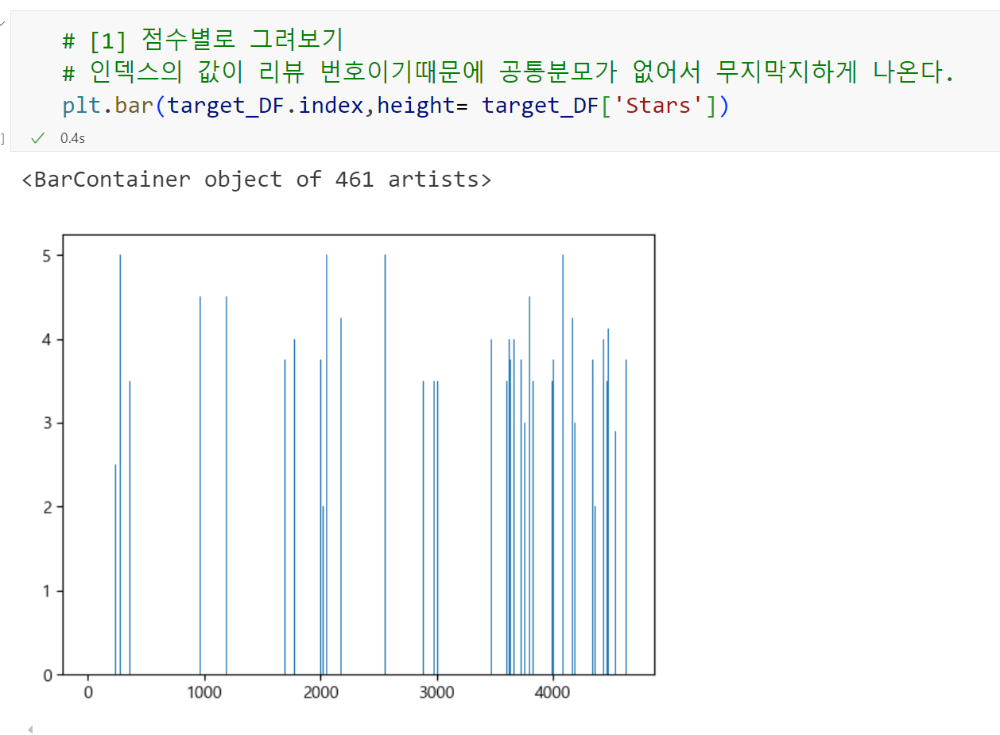 # [1] 점수별로 그려보기
# 인덱스의 값이 리뷰 번호이기때문에 공통분모가 없어서 무지막지하게 나온다.
plt.bar(target_DF.index,height= target_DF['Stars'])
]
0.4s
<BarContainer object of 461 artists>
5
4
3
2
1
0
0 1000 2000 3000 4000